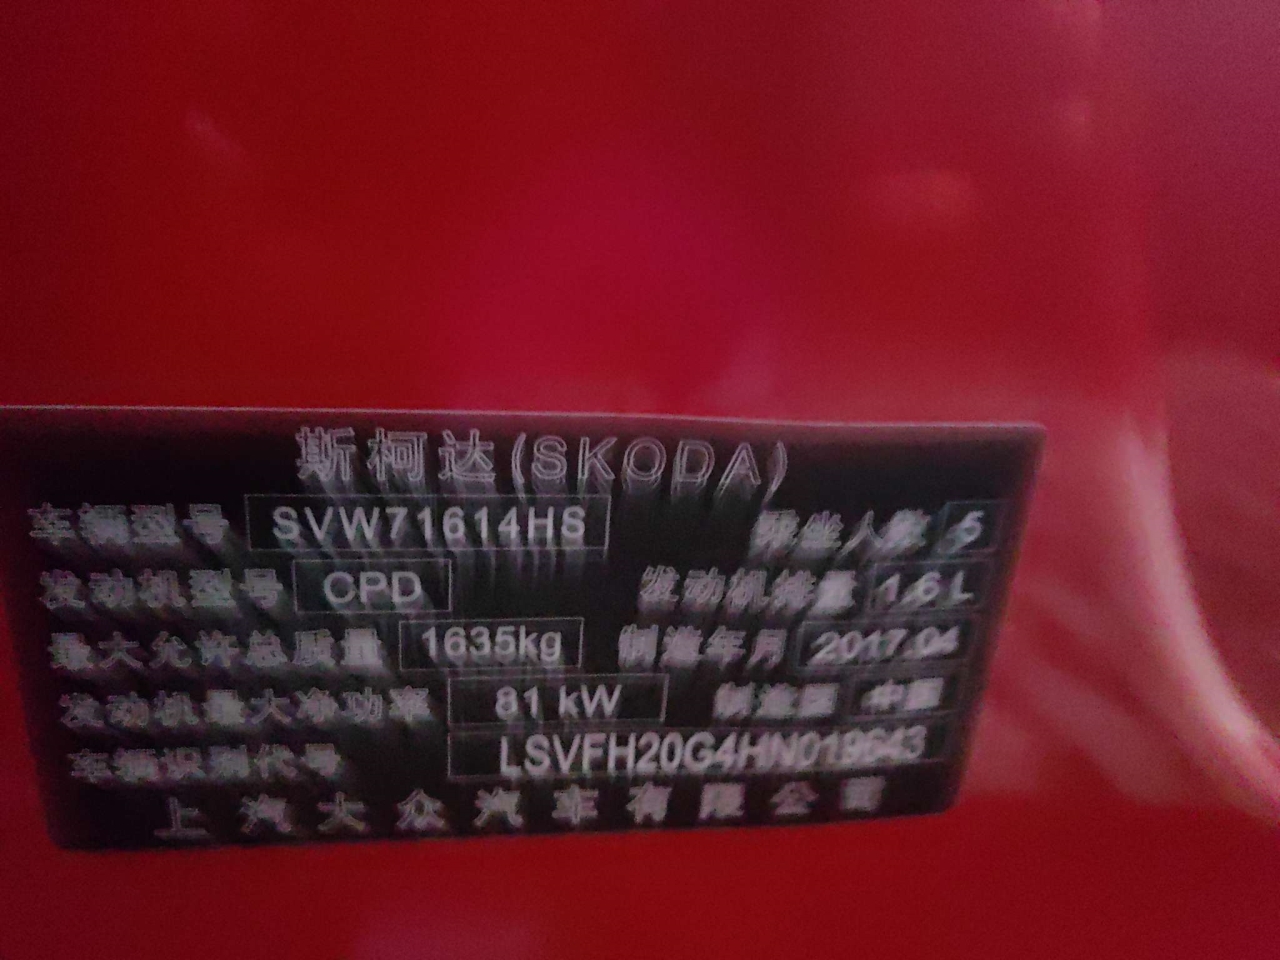 斯柯达(SKODA)
车辆型号 SVW71614HS 乘坐人数 5
发动机型号 CPD 发动机排量 1.6 L
最大允许总质量 1635kg 制造年月 2017.04
发动机最大净功率 81 kW 制造国 中国
车辆识别代号 LSVFH20G4HN019643
上汽大众汽车有限公司